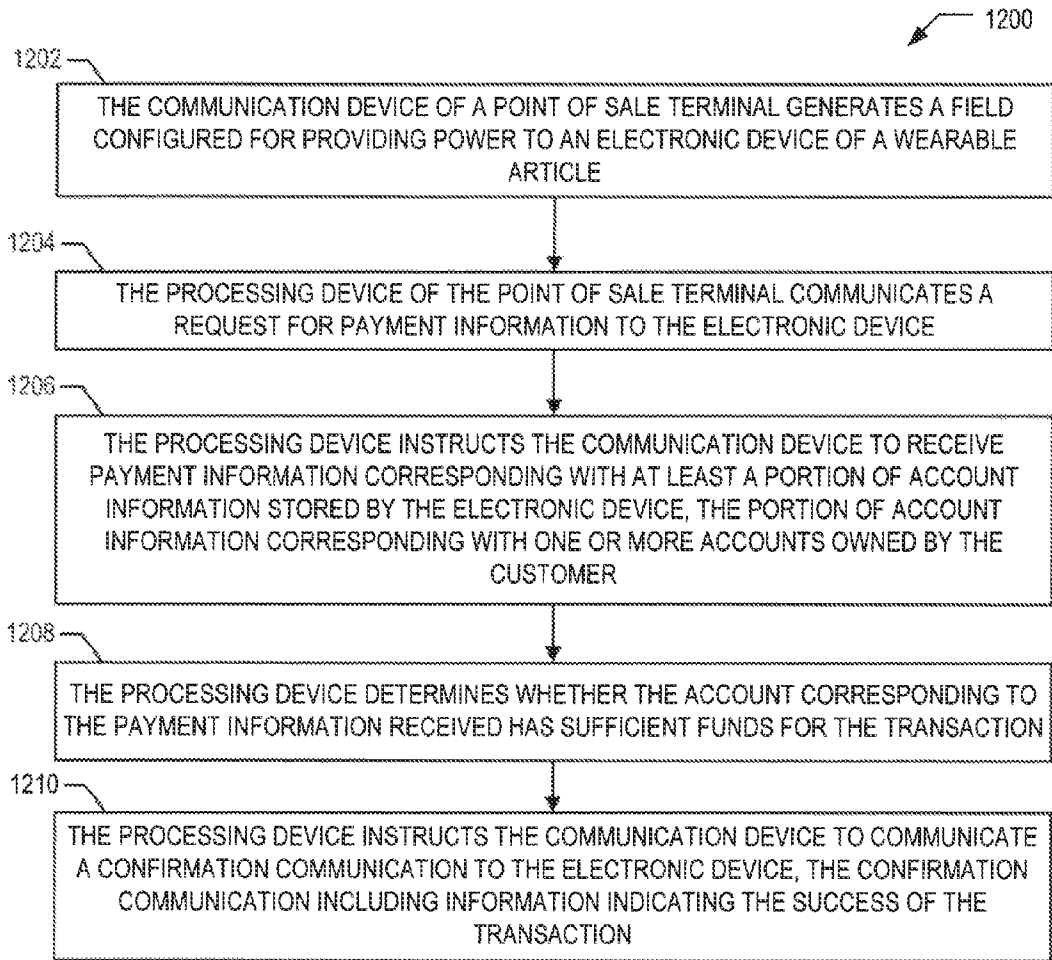 1200
1202
THE COMMUNICATION DEVICE OF A POINT OF SALE TERMINAL GENERATES A FIELD
CONFIGURED FOR PROVIDING POWER TO AN ELECTRONIC DEVICE OF A WEARABLE
ARTICLE
1204
THE PROCESSING DEVICE OF THE POINT OF SALE TERMINAL COMMUNICATES A
REQUEST FOR PAYMENT INFORMATION TO THE ELECTRONIC DEVICE
1206
THE PROCESSING DEVICE INSTRUCTS THE COMMUNICATION DEVICE TO RECEIVE
PAYMENT INFORMATION CORRESPONDING WITH AT LEAST A PORTION OF ACCOUNT
INFORMATION STORED BY THE ELECTRONIC DEVICE, THE PORTION OF ACCOUNT
INFORMATION CORRESPONDING WITH ONE OR MORE ACCOUNTS OWNED BY THE
CUSTOMER
1208
THE PROCESSING DEVICE DETERMINES WHETHER THE ACCOUNT CORRESPONDING TO
THE PAYMENT INFORMATION RECEIVED HAS SUFFICIENT FUNDS FOR THE TRANSACTION
1210
THE PROCESSING DEVICE INSTRUCTS THE COMMUNICATION DEVICE TO COMMUNICATE
A CONFIRMATION COMMUNICATION TO THE ELECTRONIC DEVICE, THE CONFIRMATION
COMMUNICATION INCLUDING INFORMATION INDICATING THE SUCCESS OF THE
TRANSACTION